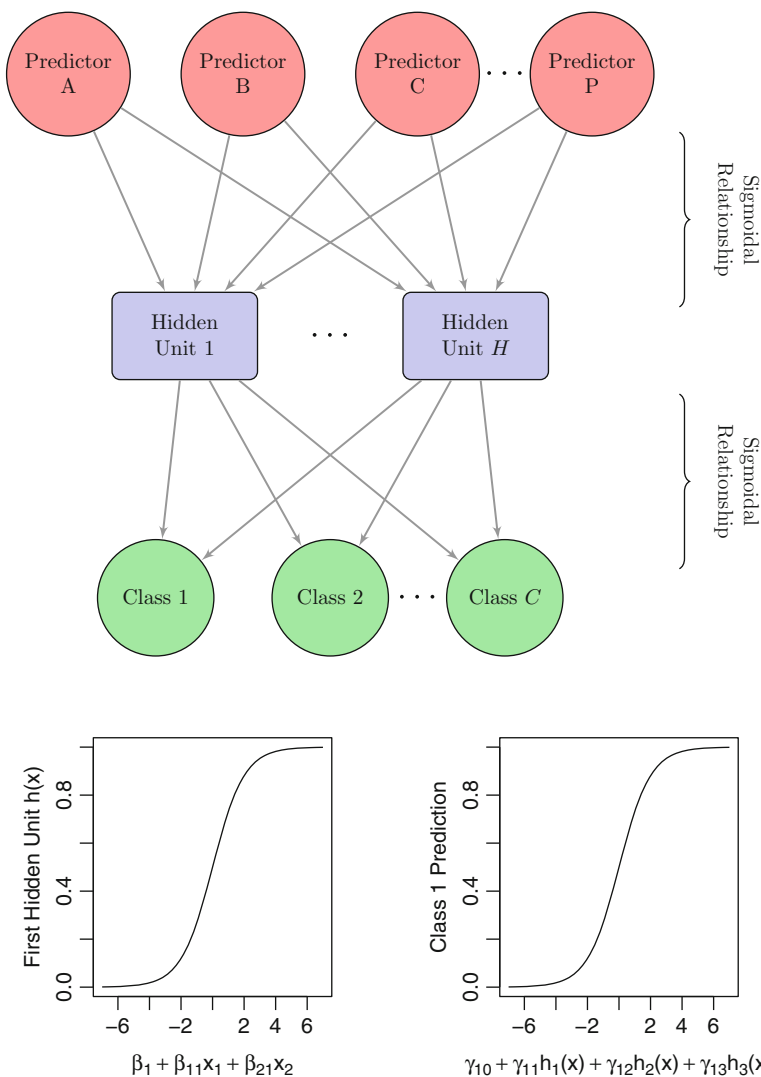 Predictor
A
Predictor
B
Predictor
C
···
Predictor
P
Sigmoidal
Relationship
Hidden
Unit 1
···
Hidden
Unit H
Sigmoidal
Relationship
Class 1
Class 2
···
Class C
First Hidden Unit h(x)
0.0
0.4
0.8
−6
−2
2
4
6
β₁ + β₁₁x₁ + β₂₁x₂
Class 1 Prediction
0.0
0.4
0.8
−6
−2
2
4
6
γ₁₀ + γ₁₁h₁(x) + γ₁₂h₂(x) + γ₁₃h₃(x